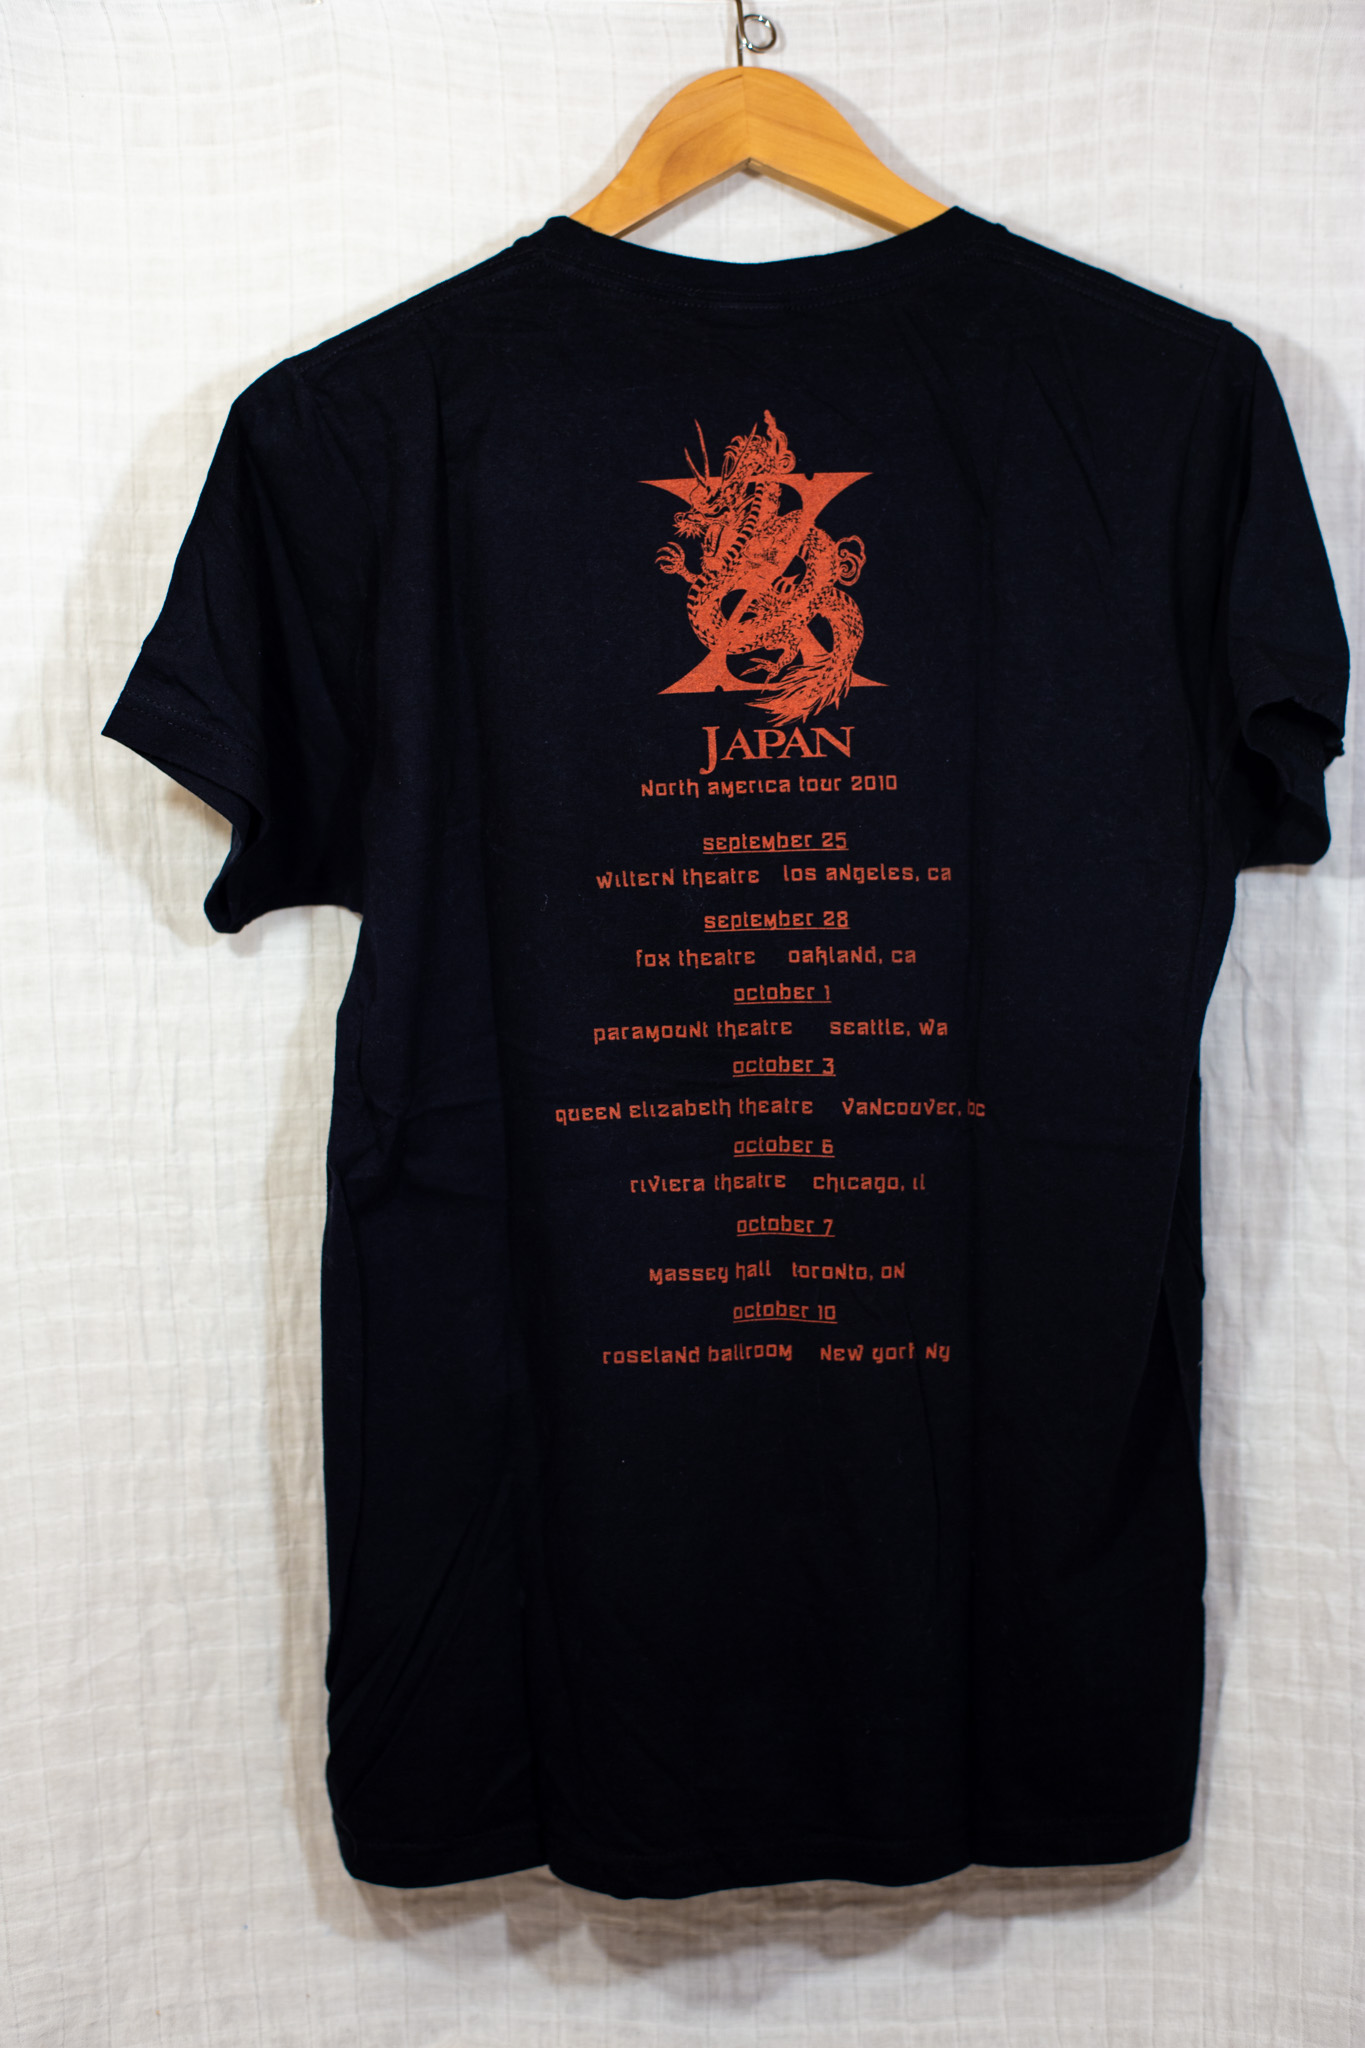 X
JAPAN
North america tour 2010
september 25
wiltern theatre los angeles, ca
september 28
fox theatre oakland, ca
october 1
paramount theatre seattle, wa
october 3
queen elizabeth theatre vancouver, bc
october 6
riviera theatre chicago, il
october 7
massey hall toronto, on
october 10
roseland ballroom new york ny